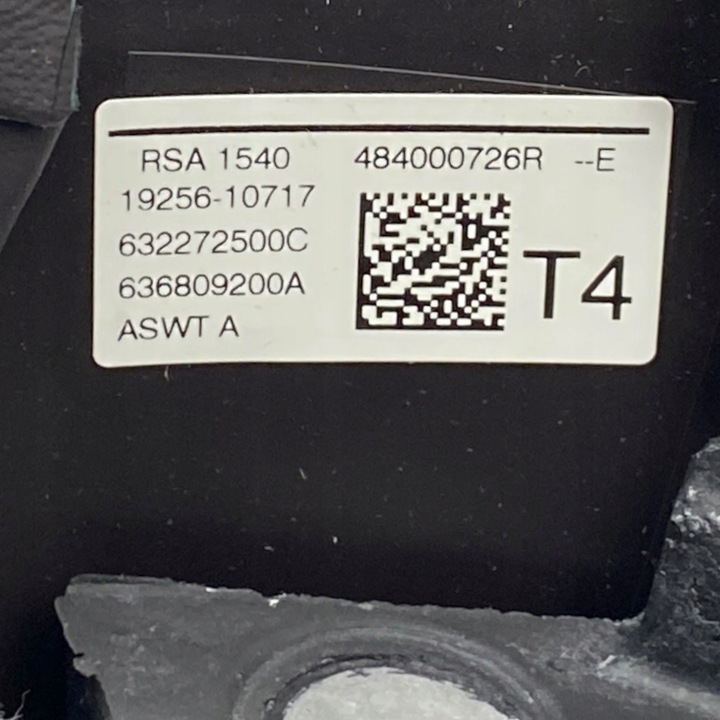 RSA 1540 484000726R --E
19256-10717
632272500C
636809200A
ASWT A
T4